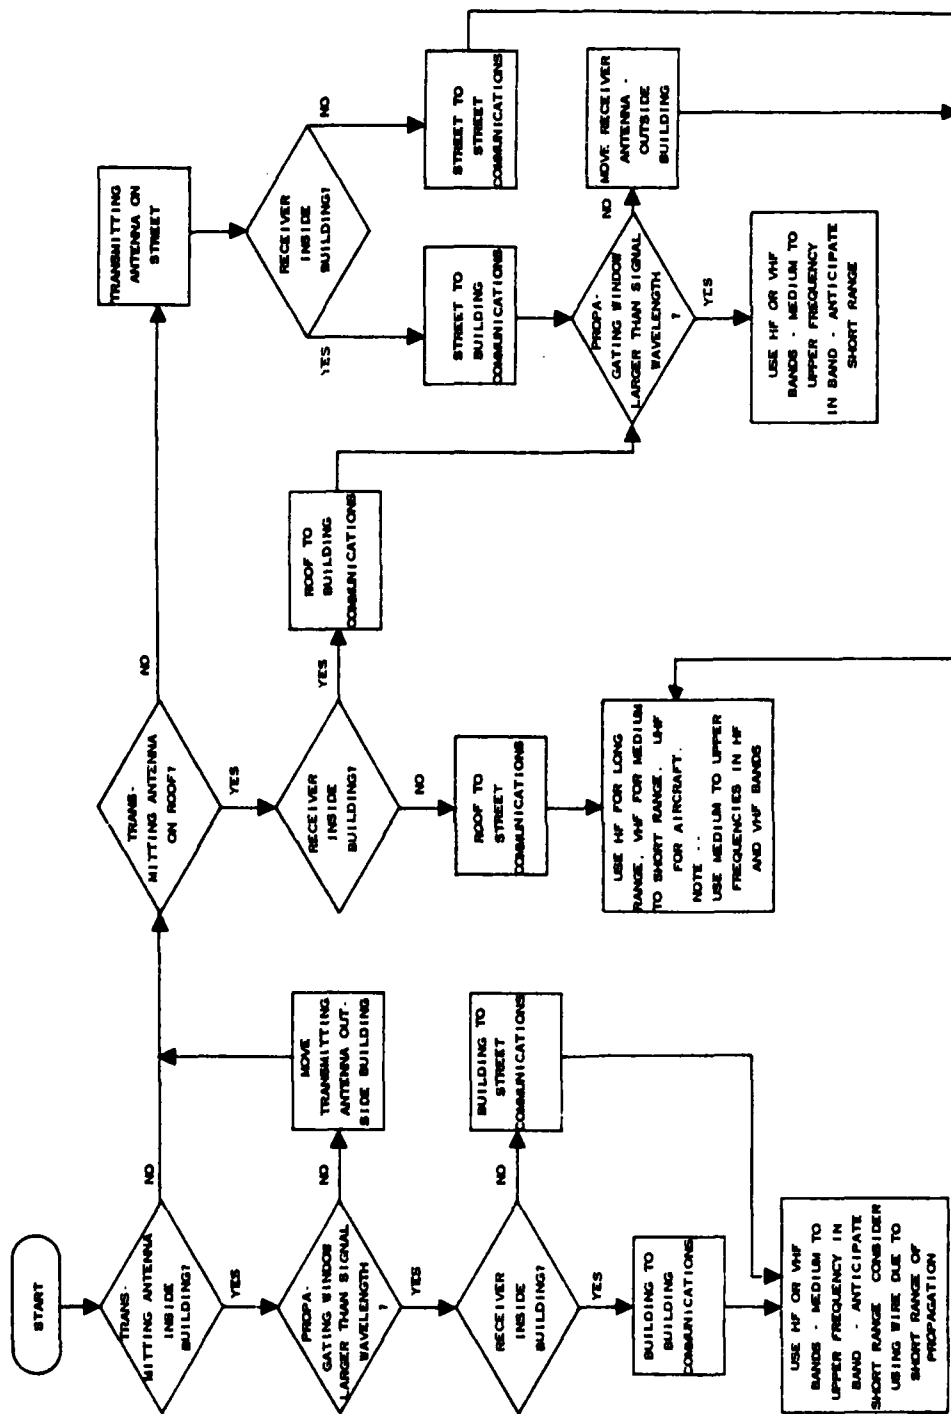 START
TRANS-
MITTING ANTENNA
INSIDE
BUILDING?
NO
YES
PROPA-
GATING WINDOW
LARGER THAN SIGNAL
WAVELENGTH
?
NO
YES
MOVE
TRANSMITTING
ANTENNA OUT-
SIDE BUILDING
RECEIVER
INSIDE
BUILDING?
NO
YES
BUILDING TO
STREET
COMMUNICATIONS
BUILDING TO
BUILDING
COMMUNICATIONS
USE HF OR VHF
BANDS - MEDIUM TO
UPPER FREQUENCY IN
BAND - ANTICIPATE
SHORT RANGE CONSIDER
USING WIRE DUE TO
SHORT RANGE OF
PROPAGATION
TRANS-
MITTING ANTENNA
ON ROOF?
NO
YES
RECEIVER
INSIDE
BUILDING?
YES
NO
ROOF TO
BUILDING
COMMUNICATIONS
ROOF TO
STREET
COMMUNICATIONS
USE HF FOR LONG
RANGE, VHF FOR MEDIUM
TO SHORT RANGE, UHF
FOR AIRCRAFT.
NOTE --
USE MEDIUM TO UPPER
FREQUENCIES IN HF
AND VHF BANDS
TRANSMITTING
ANTENNA ON
STREET
RECEIVER
INSIDE
BUILDING?
YES
NO
STREET TO
BUILDING
COMMUNICATIONS
STREET TO
STREET
COMMUNICATIONS
PROPA-
GATING WINDOW
LARGER THAN SIGNAL
WAVELENGTH
?
NO
YES
MOVE RECEIVER
ANTENNA -
OUTSIDE
BUILDING
USE HF OR VHF
BANDS - MEDIUM TO
UPPER FREQUENCY
IN BAND - ANTICIPATE
SHORT RANGE